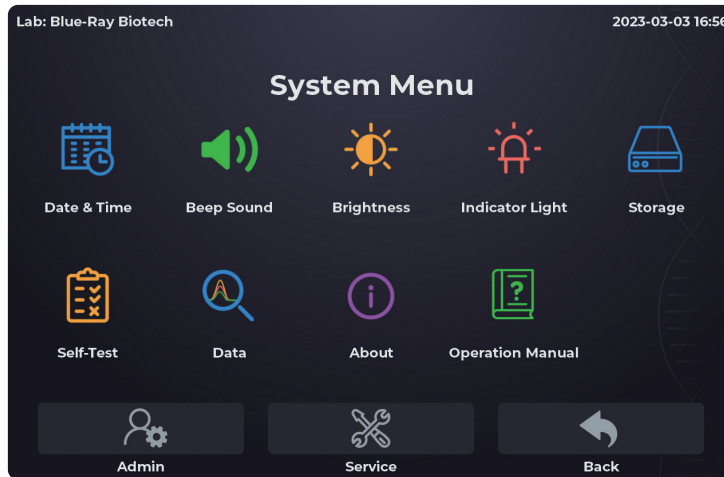 Lab: Blue-Ray Biotech 2023-03-03 16:56
System Menu
Date & Time Beep Sound Brightness Indicator Light Storage
?
Self-Test Data About Operation Manual
Admin Service Back